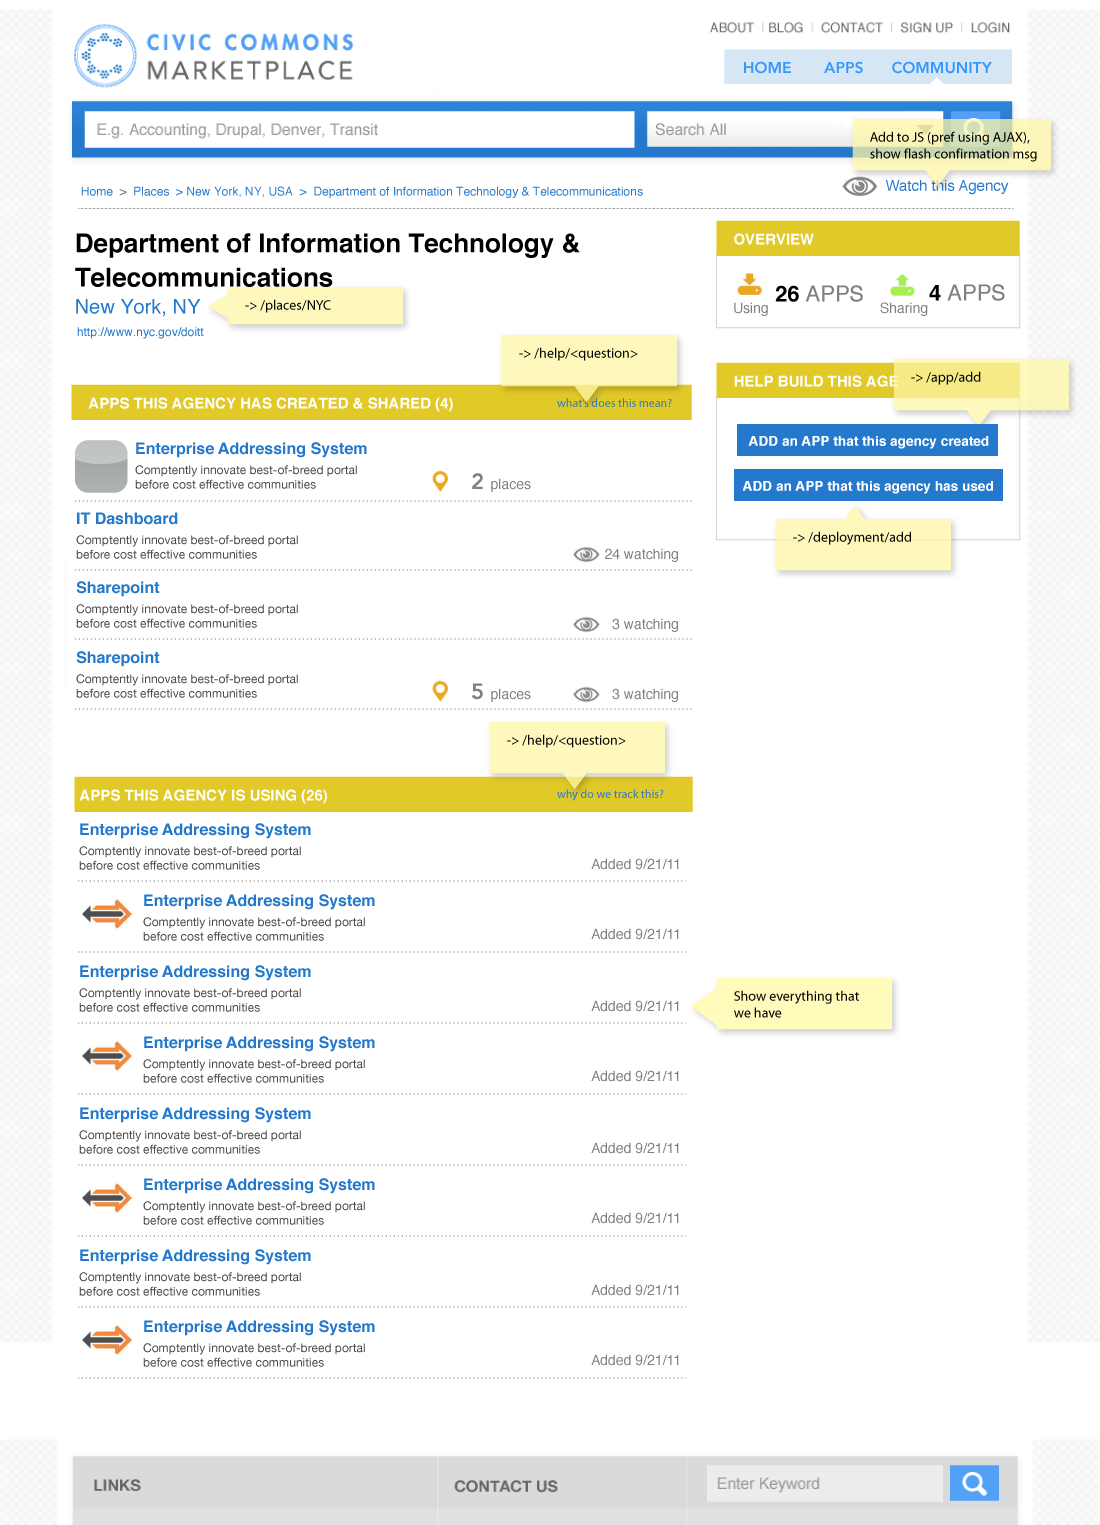 ABOUT | BLOG | CONTACT | SIGN UP | LOGIN
CIVIC COMMONS
MARKETPLACE
HOME APPS COMMUNITY
E.g. Accounting, Drupal, Denver, Transit
Search All
Add to JS (pref using AJAX),
show flash confirmation msg
Home > Places > New York, NY, USA > Department of Information Technology & Telecommunications
Watch this Agency
Department of Information Technology &
Telecommunications
New York, NY
-> /places/NYC
http://www.nyc.gov/doitt
OVERVIEW
Using
26 APPS
Sharing
4 APPS
-> /help/<question>
APPS THIS AGENCY HAS CREATED & SHARED (4)
what's does this mean?
HELP BUILD THIS AGE
-> /app/add
ADD an APP that this agency created
ADD an APP that this agency has used
-> /deployment/add
Enterprise Addressing System
Comptently innovate best-of-breed portal
before cost effective communities
2 places
IT Dashboard
Comptently innovate best-of-breed portal
before cost effective communities
24 watching
Sharepoint
Comptently innovate best-of-breed portal
before cost effective communities
3 watching
Sharepoint
Comptently innovate best-of-breed portal
before cost effective communities
5 places
3 watching
-> /help/<question>
APPS THIS AGENCY IS USING (26)
why do we track this?
Enterprise Addressing System
Comptently innovate best-of-breed portal
before cost effective communities
Added 9/21/11
Enterprise Addressing System
Comptently innovate best-of-breed portal
before cost effective communities
Added 9/21/11
Enterprise Addressing System
Comptently innovate best-of-breed portal
before cost effective communities
Added 9/21/11
Show everything that
we have
Enterprise Addressing System
Comptently innovate best-of-breed portal
before cost effective communities
Added 9/21/11
Enterprise Addressing System
Comptently innovate best-of-breed portal
before cost effective communities
Added 9/21/11
Enterprise Addressing System
Comptently innovate best-of-breed portal
before cost effective communities
Added 9/21/11
Enterprise Addressing System
Comptently innovate best-of-breed portal
before cost effective communities
Added 9/21/11
Enterprise Addressing System
Comptently innovate best-of-breed portal
before cost effective communities
Added 9/21/11
LINKS
CONTACT US
Enter Keyword